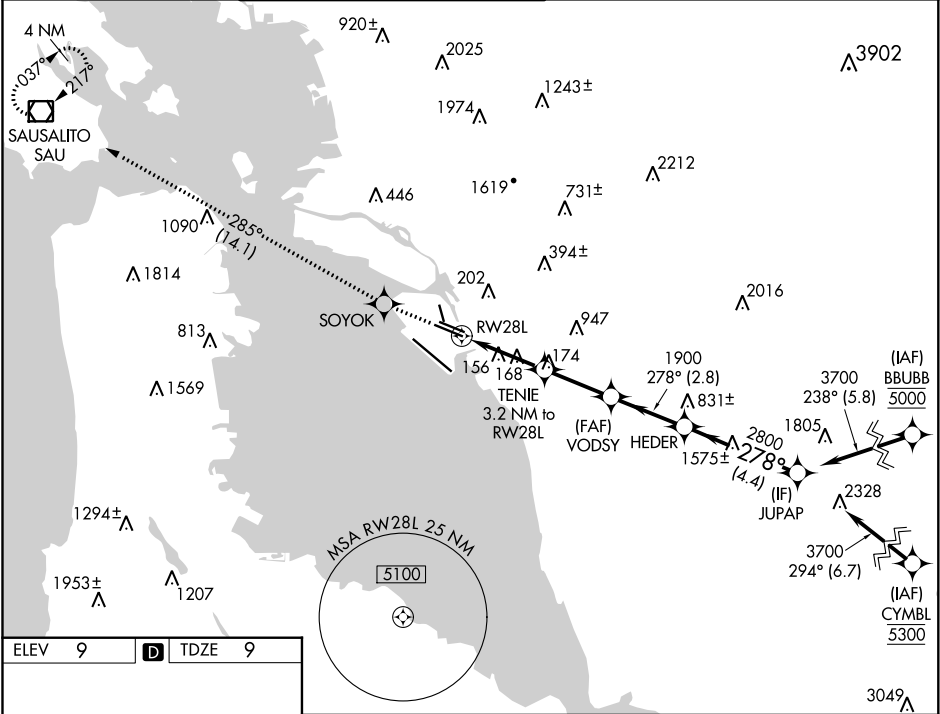 4 NM
037°
217°
SAUSALITO
SAU
920±
2025
1974
1243±
3902
1619
2212
731±
446
1090
285°
(14.1)
394±
1814
202
2016
SOYOK
RW28L
947
813
156
168
174
1569
TENIE
3.2 NM to
RW28L
1900
278° (2.8)
831±
(FAF)
VODSY
HEDER
1575±
2800
278°
(4.4)
1805
3700
238° (5.8)
(IAF)
BBUBB
5000
(IF)
JUPAP
2328
3700
294° (6.7)
(IAF)
CYMBL
5300
1294±
1953±
1207
MSA RW28L 25 NM
5100
3049
ELEV 9 D TDZE 9